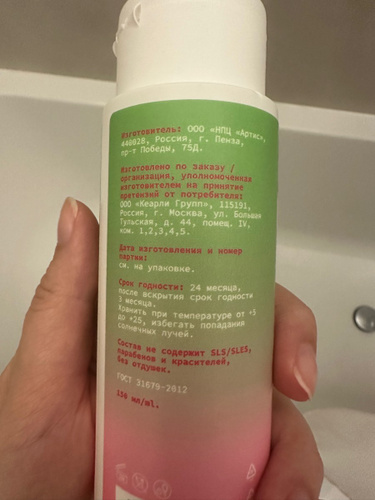 Изготовитель: ООО «НПЦ «Артис»,
440028, Россия, г. Пенза,
пр-т Победы, 75Д.
Изготовлено по заказу /
организация, уполномоченная
изготовителем на принятие
претензий от потребителя:
ООО «Кеарли Групп», 115191,
Россия, г. Москва, ул. Большая
Тульская, д. 44, помещ. IV,
ком. 1,2,3,4,5.
Дата изготовления и номер
партии:
см. на упаковке.
Срок годности: 24 месяца,
после вскрытия срок годности
3 месяца.
Хранить при температуре от +5
до +25, избегать попадания
солнечных лучей.
Состав не содержит SLS/SLES,
парабенов и красителей,
без отдушек.
ГОСТ 31679-2012
150 мл/ml.